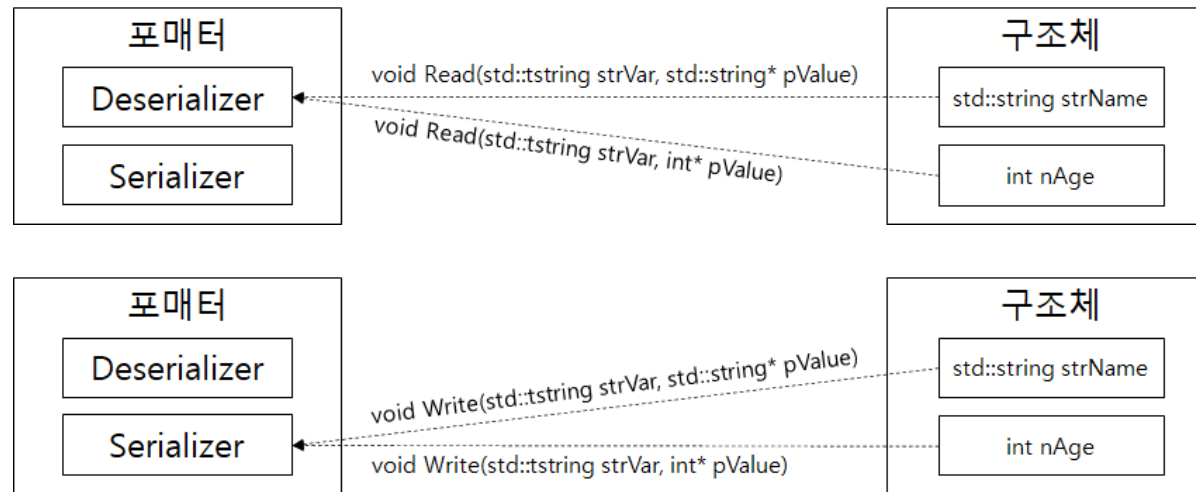 포매터
구조체
Deserializer
void Read(std::tstring strVar, std::string* pValue)
std::string strName
void Read(std::tstring strVar, int* pValue)
Serializer
int nAge
포매터
구조체
Deserializer
void Write(std::tstring strVar, std::string* pValue)
std::string strName
Serializer
void Write(std::tstring strVar, int* pValue)
int nAge